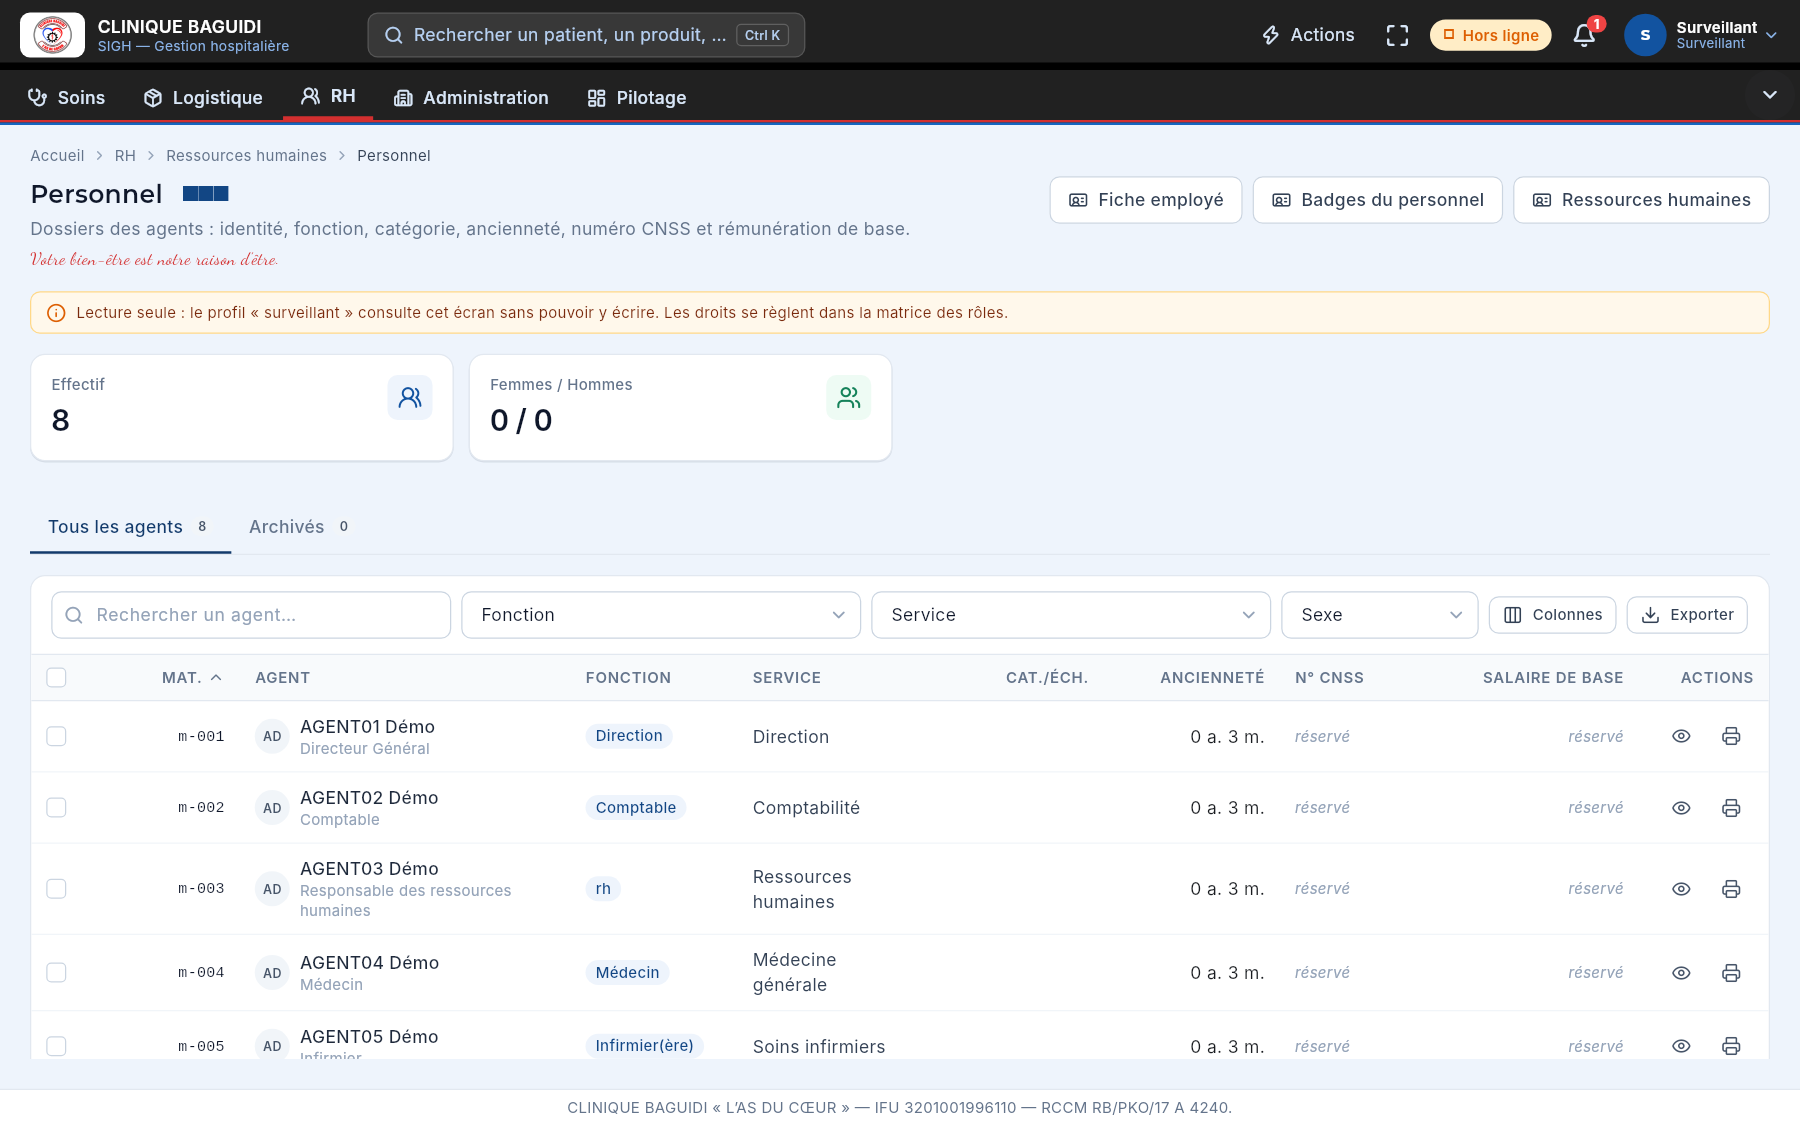 CLINIQUE BAGUIDI
SIGH — Gestion hospitalière
Rechercher un patient, un produit, ...
Ctrl K
Actions
Hors ligne
1
S
Surveillant
Surveillant
Soins
Logistique
RH
Administration
Pilotage
Accueil > RH > Ressources humaines > Personnel
Personnel
Fiche employé
Badges du personnel
Ressources humaines
Dossiers des agents : identité, fonction, catégorie, ancienneté, numéro CNSS et rémunération de base.
Votre bien-être est notre raison d'être.
Lecture seule : le profil « surveillant » consulte cet écran sans pouvoir y écrire. Les droits se règlent dans la matrice des rôles.
Effectif
8
Femmes / Hommes
0 / 0
Tous les agents 8
Archivés 0
Rechercher un agent...
Fonction
Service
Sexe
Colonnes
Exporter
MAT. AGENT FONCTION SERVICE CAT./ÉCH. ANCIENNETÉ N° CNSS SALAIRE DE BASE ACTIONS
m-001 AD AGENT01 Démo Direction Direction 0 a. 3 m. réservé réservé
Directeur Général
m-002 AD AGENT02 Démo Comptable Comptabilité 0 a. 3 m. réservé réservé
Comptable
m-003 AD AGENT03 Démo rh Ressources humaines 0 a. 3 m. réservé réservé
Responsable des ressources
humaines
m-004 AD AGENT04 Démo Médecin Médecine générale 0 a. 3 m. réservé réservé
Médecin
m-005 AD AGENT05 Démo Infirmier(ère) Soins infirmiers 0 a. 3 m. réservé réservé
Infirmier
CLINIQUE BAGUIDI « L'AS DU CŒUR » — IFU 3201001996110 — RCCM RB/PKO/17 A 4240.